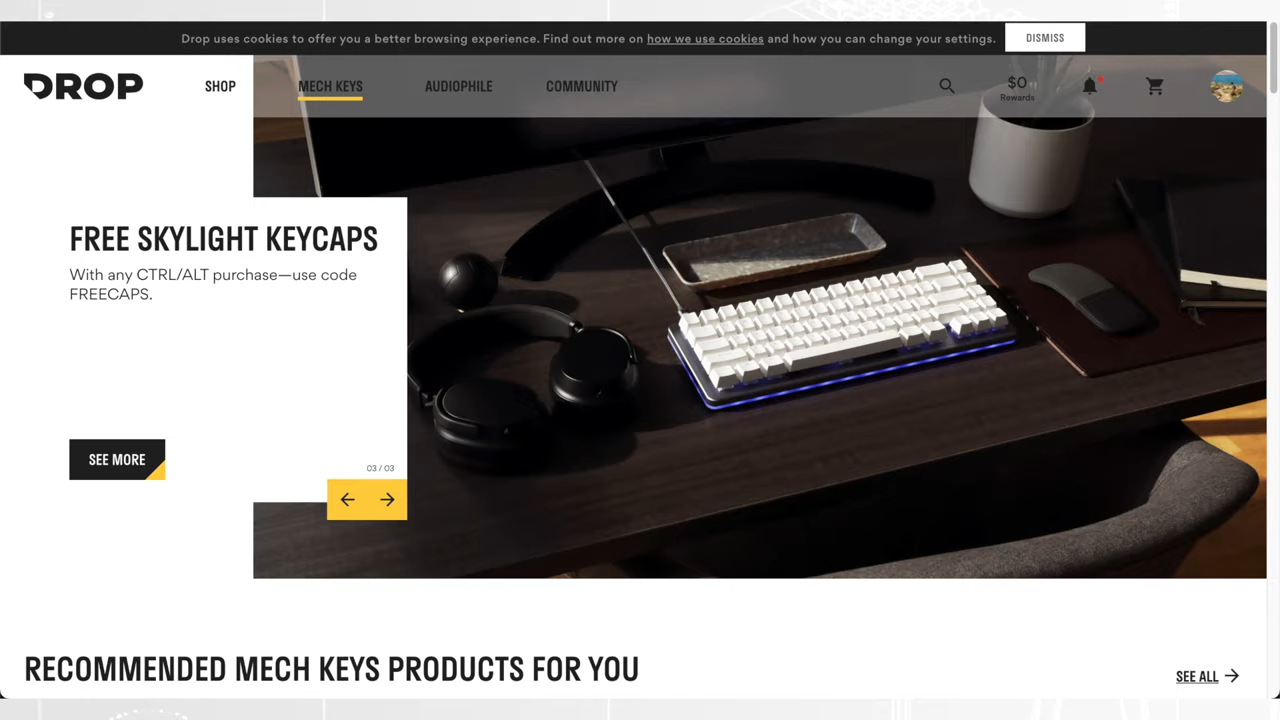 Drop uses cookies to offer you a better browsing experience. Find out more on how we use cookies and how you can change your settings.
DISMISS
DROP
SHOP
MECH KEYS
AUDIOPHILE
COMMUNITY
$0
Rewards
FREE SKYLIGHT KEYCAPS
With any CTRL/ALT purchase—use code
FREECAPS.
SEE MORE
03 / 03
RECOMMENDED MECH KEYS PRODUCTS FOR YOU
SEE ALL